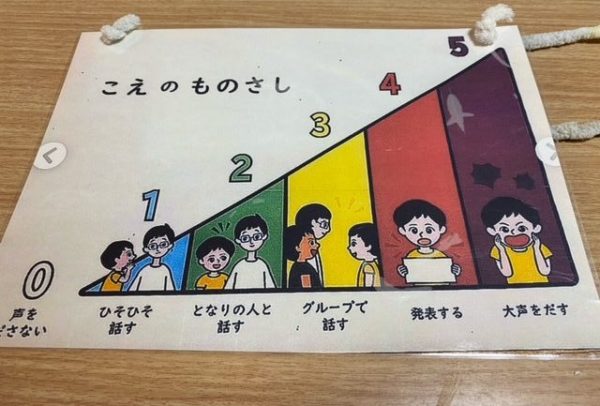 こえのものさし
5
4
3
2
1
0
声を
ださない
ひそひそ
話す
となりの人と
話す
グループで
話す
発表する
大声をだす